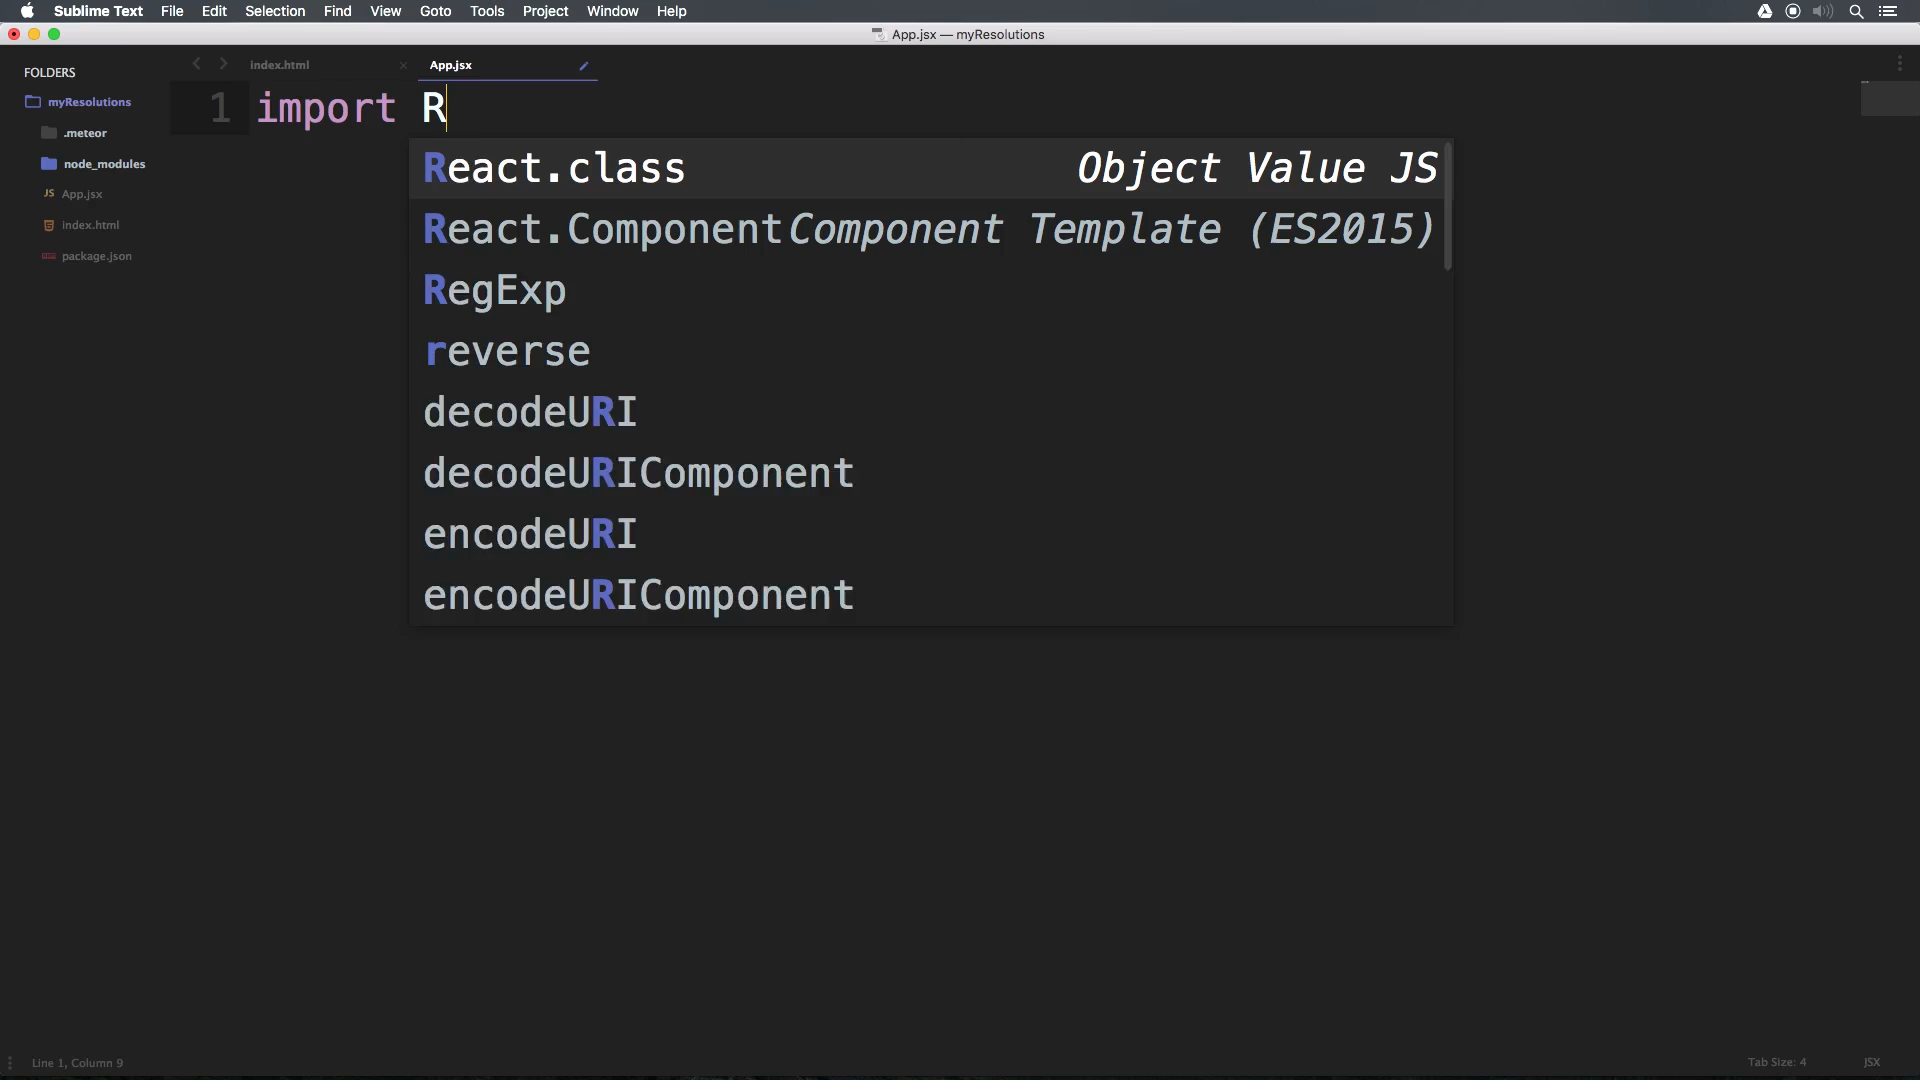 Sublime Text File Edit Selection Find View Goto Tools Project Window Help
App.jsx — myResolutions
FOLDERS
myResolutions
.meteor
node_modules
App.jsx
index.html
package.json
index.html × App.jsx
1 import R
React.class Object Value JS
React.Component Component Template (ES2015)
RegExp
reverse
decodeURI
decodeURIComponent
encodeURI
encodeURIComponent
Line 1, Column 9 Tab Size: 4 JSX